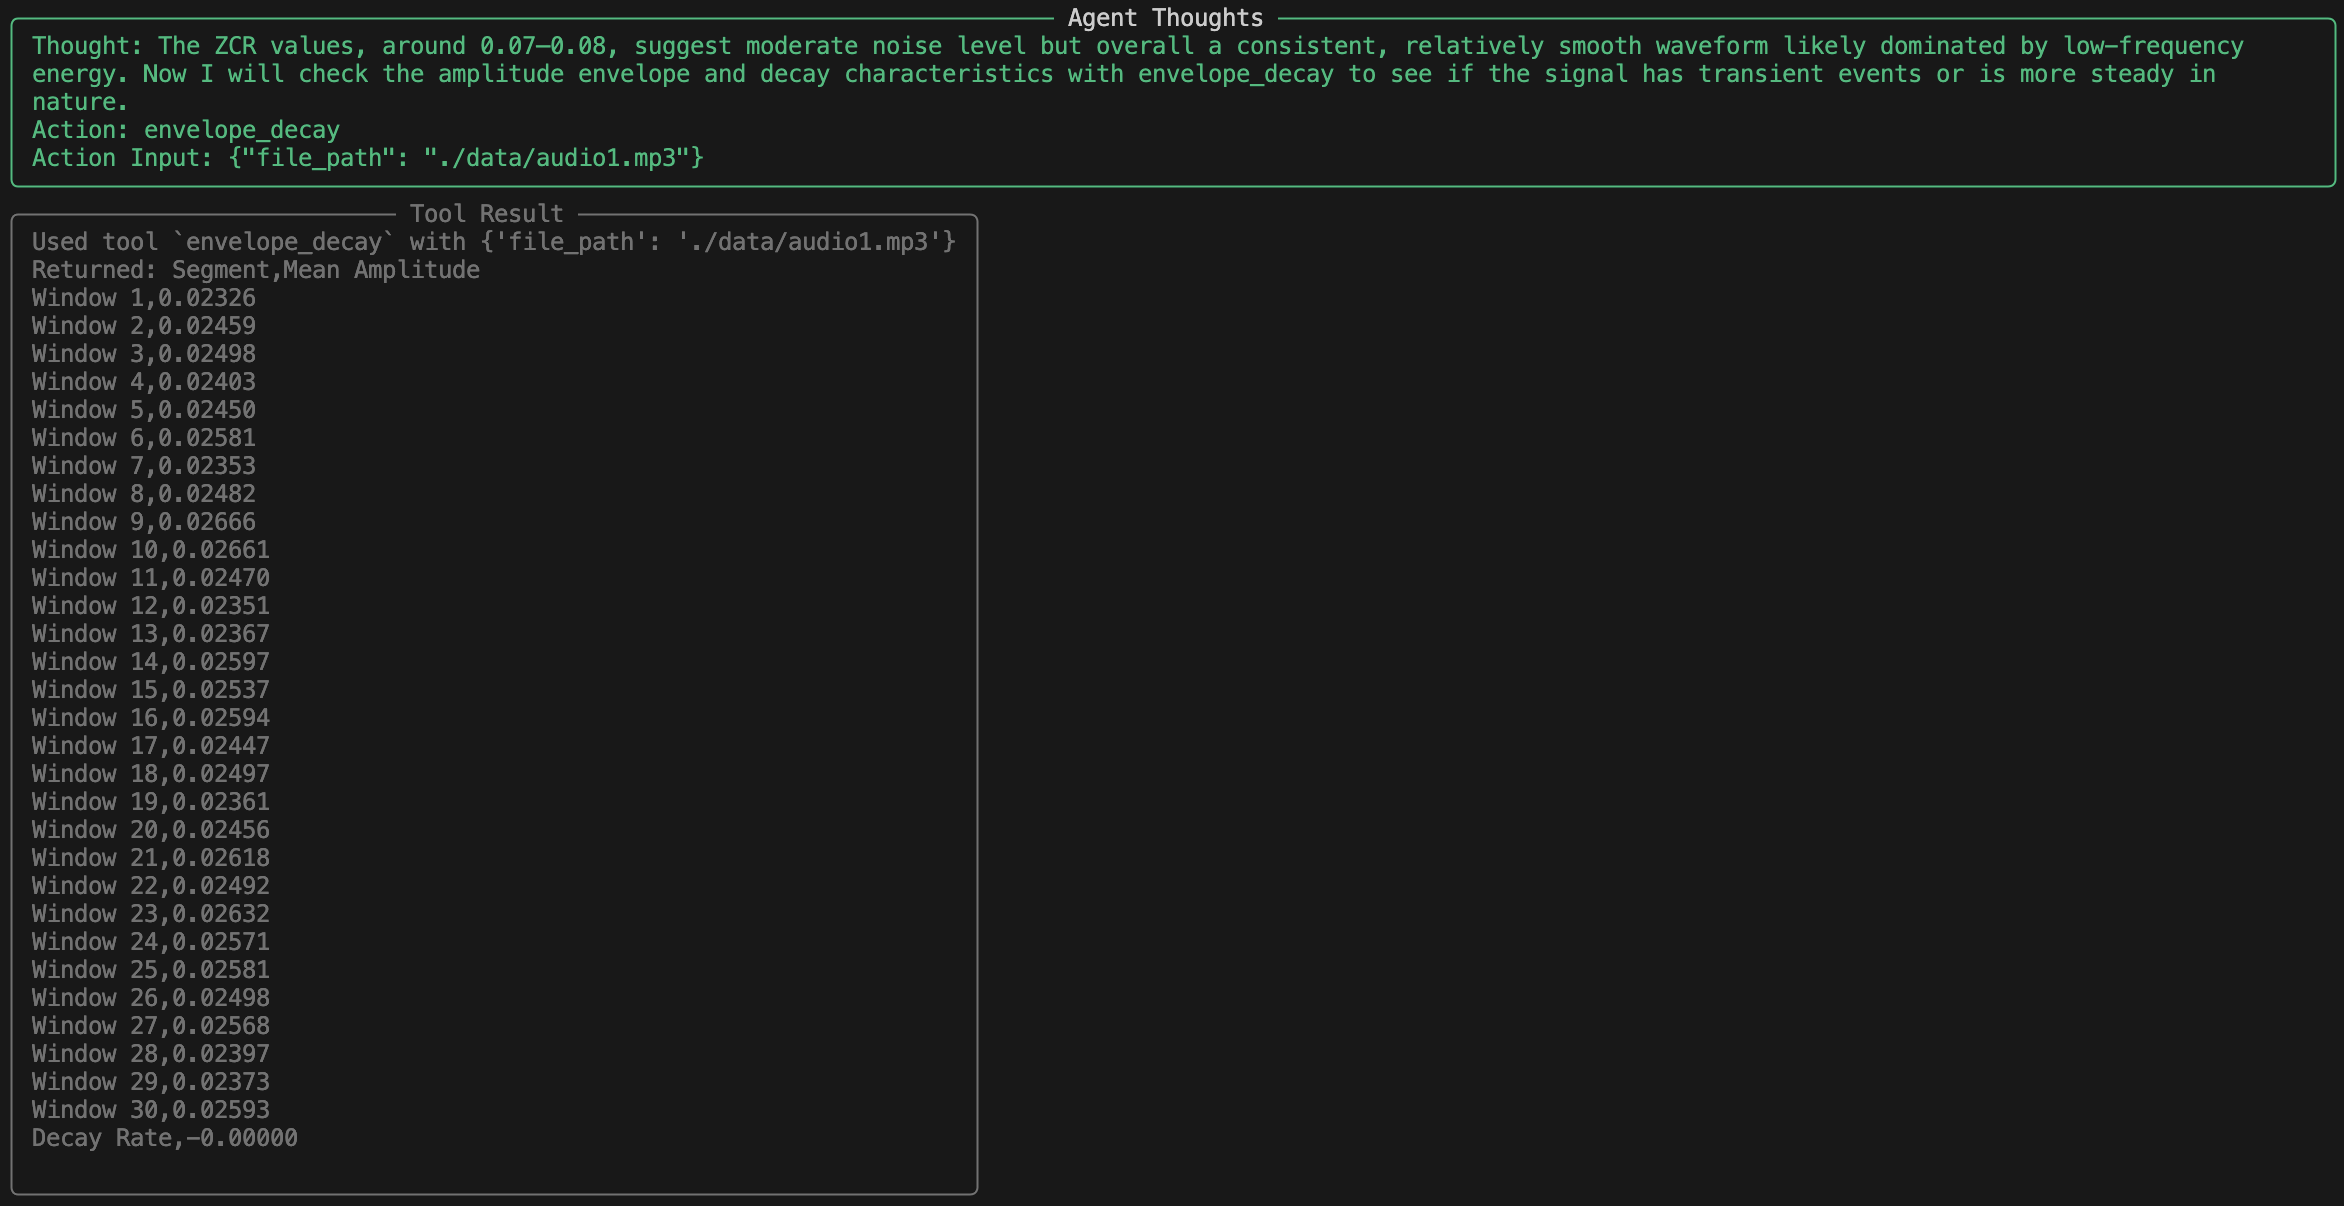 Agent Thoughts
Thought: The ZCR values, around 0.07–0.08, suggest moderate noise level but overall a consistent, relatively smooth waveform likely dominated by low-frequency
energy. Now I will check the amplitude envelope and decay characteristics with envelope_decay to see if the signal has transient events or is more steady in
nature.
Action: envelope_decay
Action Input: {"file_path": "./data/audio1.mp3"}
Tool Result
Used tool `envelope_decay` with {'file_path': './data/audio1.mp3'}
Returned: Segment,Mean Amplitude
Window 1,0.02326
Window 2,0.02459
Window 3,0.02498
Window 4,0.02403
Window 5,0.02450
Window 6,0.02581
Window 7,0.02353
Window 8,0.02482
Window 9,0.02666
Window 10,0.02661
Window 11,0.02470
Window 12,0.02351
Window 13,0.02367
Window 14,0.02597
Window 15,0.02537
Window 16,0.02594
Window 17,0.02447
Window 18,0.02497
Window 19,0.02361
Window 20,0.02456
Window 21,0.02618
Window 22,0.02492
Window 23,0.02632
Window 24,0.02571
Window 25,0.02581
Window 26,0.02498
Window 27,0.02568
Window 28,0.02397
Window 29,0.02373
Window 30,0.02593
Decay Rate,-0.00000